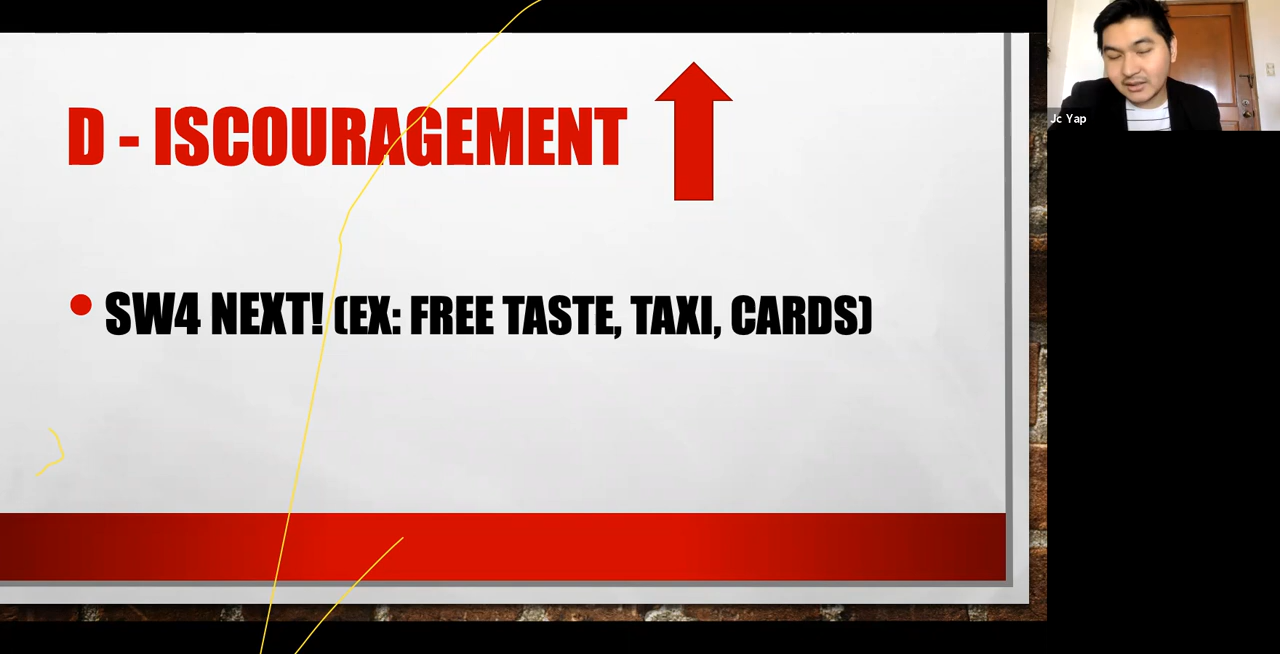 D - ISCOURAGEMENT
SW4 NEXT! (EX: FREE TASTE, TAXI, CARDS)
Jc Yap